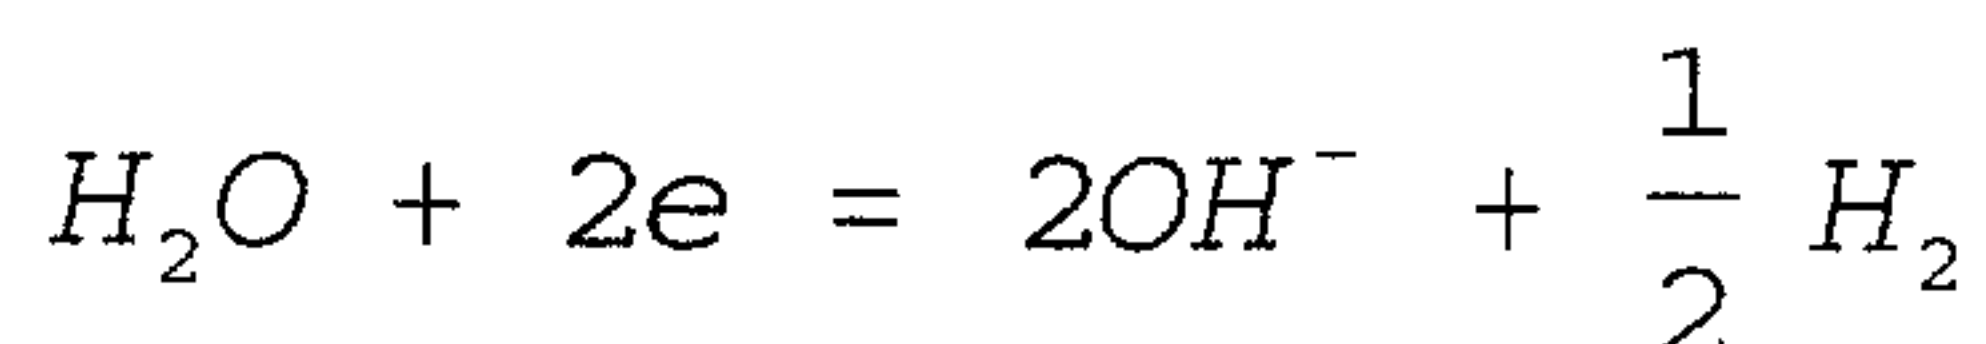 H₂O + 2e = 2OH⁻ + 1/2 H₂